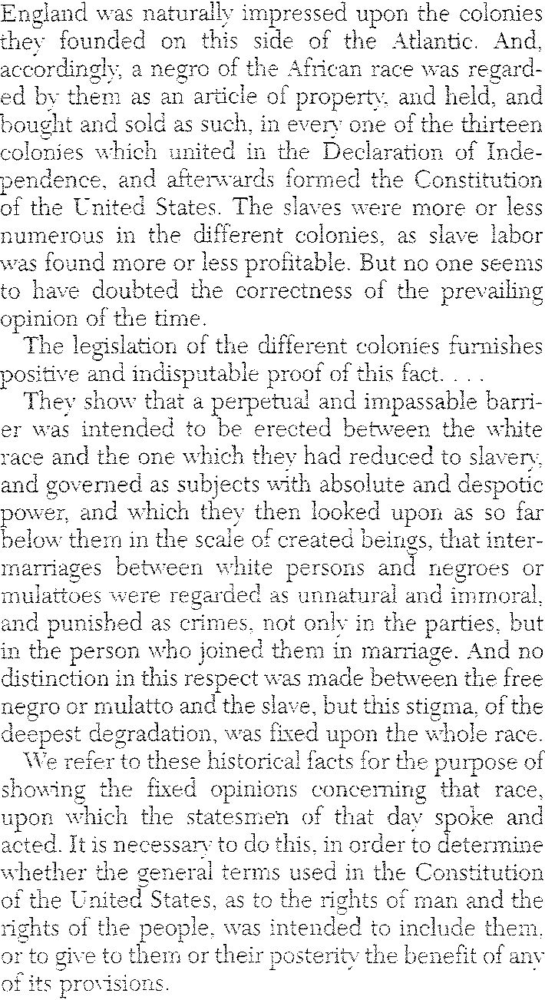 England was naturally impressed upon the colonies
they founded on this side of the Atlantic. And,
accordingly, a negro of the African race was regard-
ed by them as an article of property, and held, and
bought and sold as such, in every one of the thirteen
colonies which united in the Declaration of Inde-
pendence, and afterwards formed the Constitution
of the United States. The slaves were more or less
numerous in the different colonies, as slave labor
was found more or less profitable. But no one seems
to have doubted the correctness of the prevailing
opinion of the time.
The legislation of the different colonies furnishes
positive and indisputable proof of this fact. . . .
They show that a perpetual and impassable barri-
er was intended to be erected between the white
race and the one which they had reduced to slavery,
and governed as subjects with absolute and despotic
power, and which they then looked upon as so far
below them in the scale of created beings, that inter-
marriages between white persons and negroes or
mulattoes were regarded as unnatural and immoral,
and punished as crimes, not only in the parties, but
in the person who joined them in marriage. And no
distinction in this respect was made between the free
negro or mulatto and the slave, but this stigma, of the
deepest degradation, was fixed upon the whole race.
We refer to these historical facts for the purpose of
showing the fixed opinions concerning that race,
upon which the statesmen of that day spoke and
acted. It is necessary to do this, in order to determine
whether the general terms used in the Constitution
of the United States, as to the rights of man and the
rights of the people, was intended to include them,
or to give to them or their posterity the benefit of any
of its provisions.